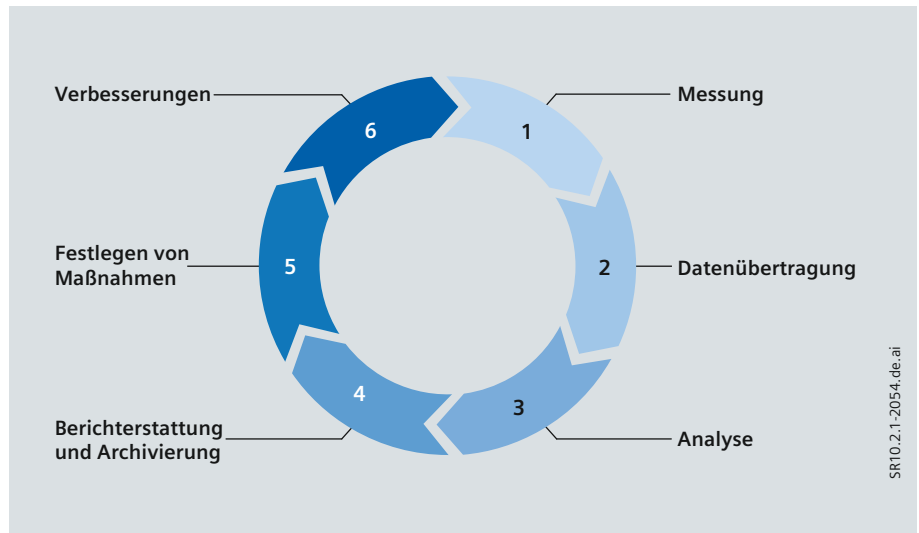 Messung
1
Datenübertragung
2
Analyse
3
Berichterstattung
und Archivierung
4
Festlegen von
Maßnahmen
5
Verbesserungen
6
SR10.2.1-2054.de.ai